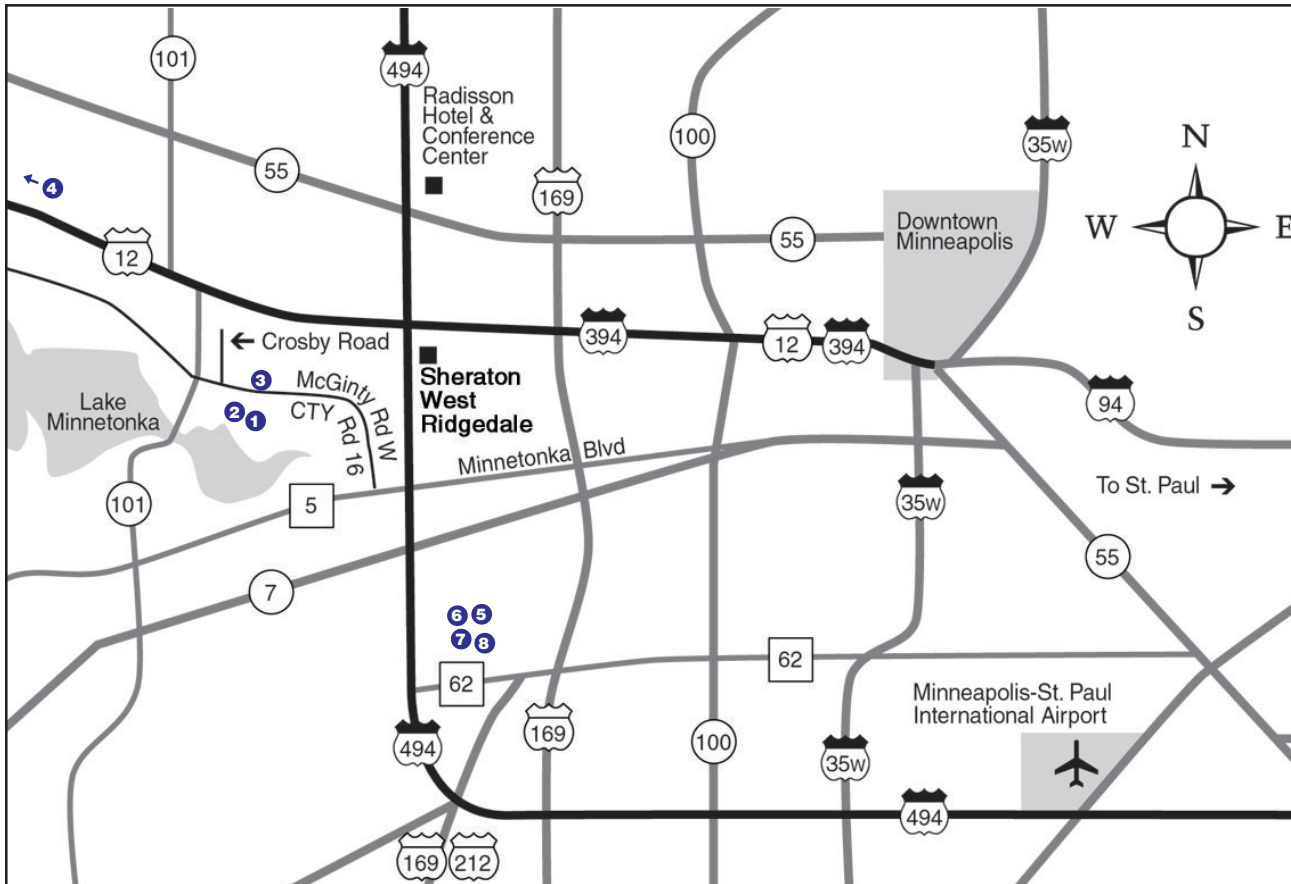 101
494
Radisson
Hotel &
Conference
Center
100
35W
N
55
4
169
Downtown
Minneapolis
W
E
12
55
S
Crosby Road
394
12
394
3
McGinty Rd W
CTY Rd 16
Sheraton
West
Ridgedale
94
Lake
Minnetonka
2
1
Minnetonka Blvd
101
5
35W
To St. Paul
7
55
6
5
7
8
62
62
Minneapolis-St. Paul
International Airport
494
169
100
35W
494
169
212